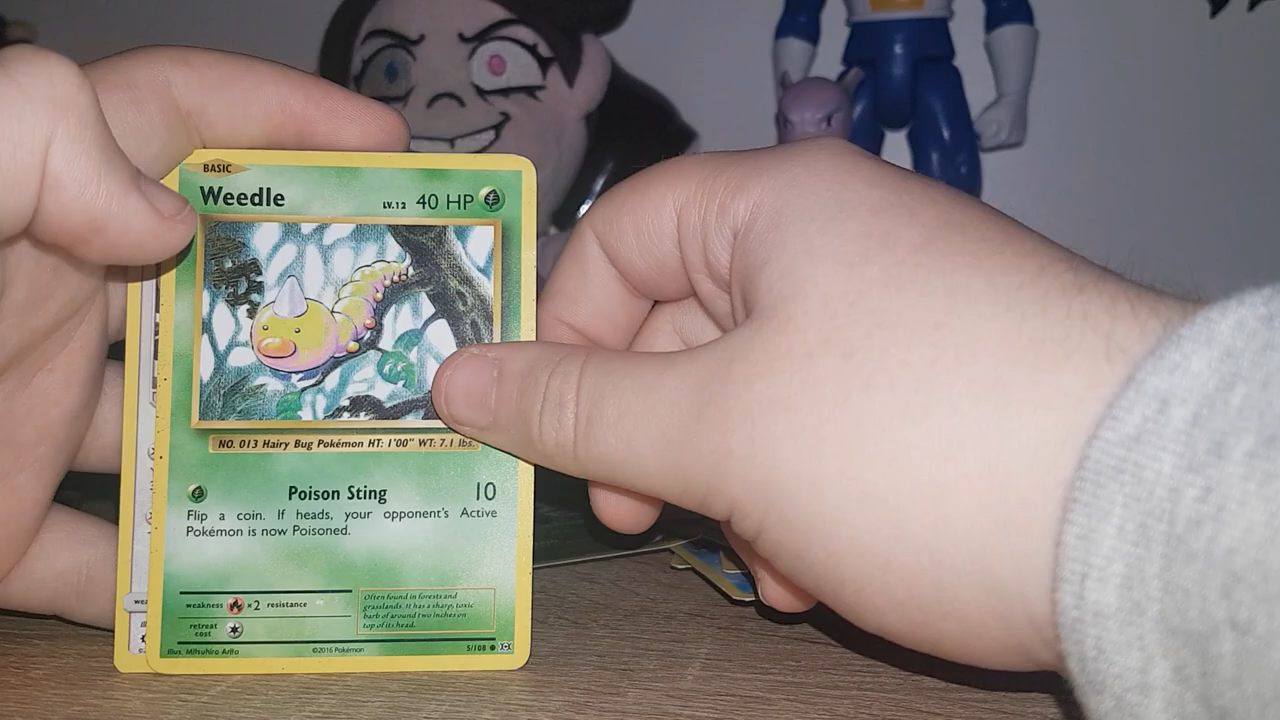 BASIC
Weedle LV.12 40 HP
NO. 013 Hairy Bug Pokémon HT: 1'00" WT: 7.1 lbs.
Poison Sting 10
Flip a coin. If heads, your opponent's Active
Pokémon is now Poisoned.
weakness ×2 resistance
retreat
cost
Often found in forests and
grasslands. It has a sharp, toxic
barb of around two inches on
top of its head.
Illus. Mitsuhiro Arita ©2016 Pokémon 5/108